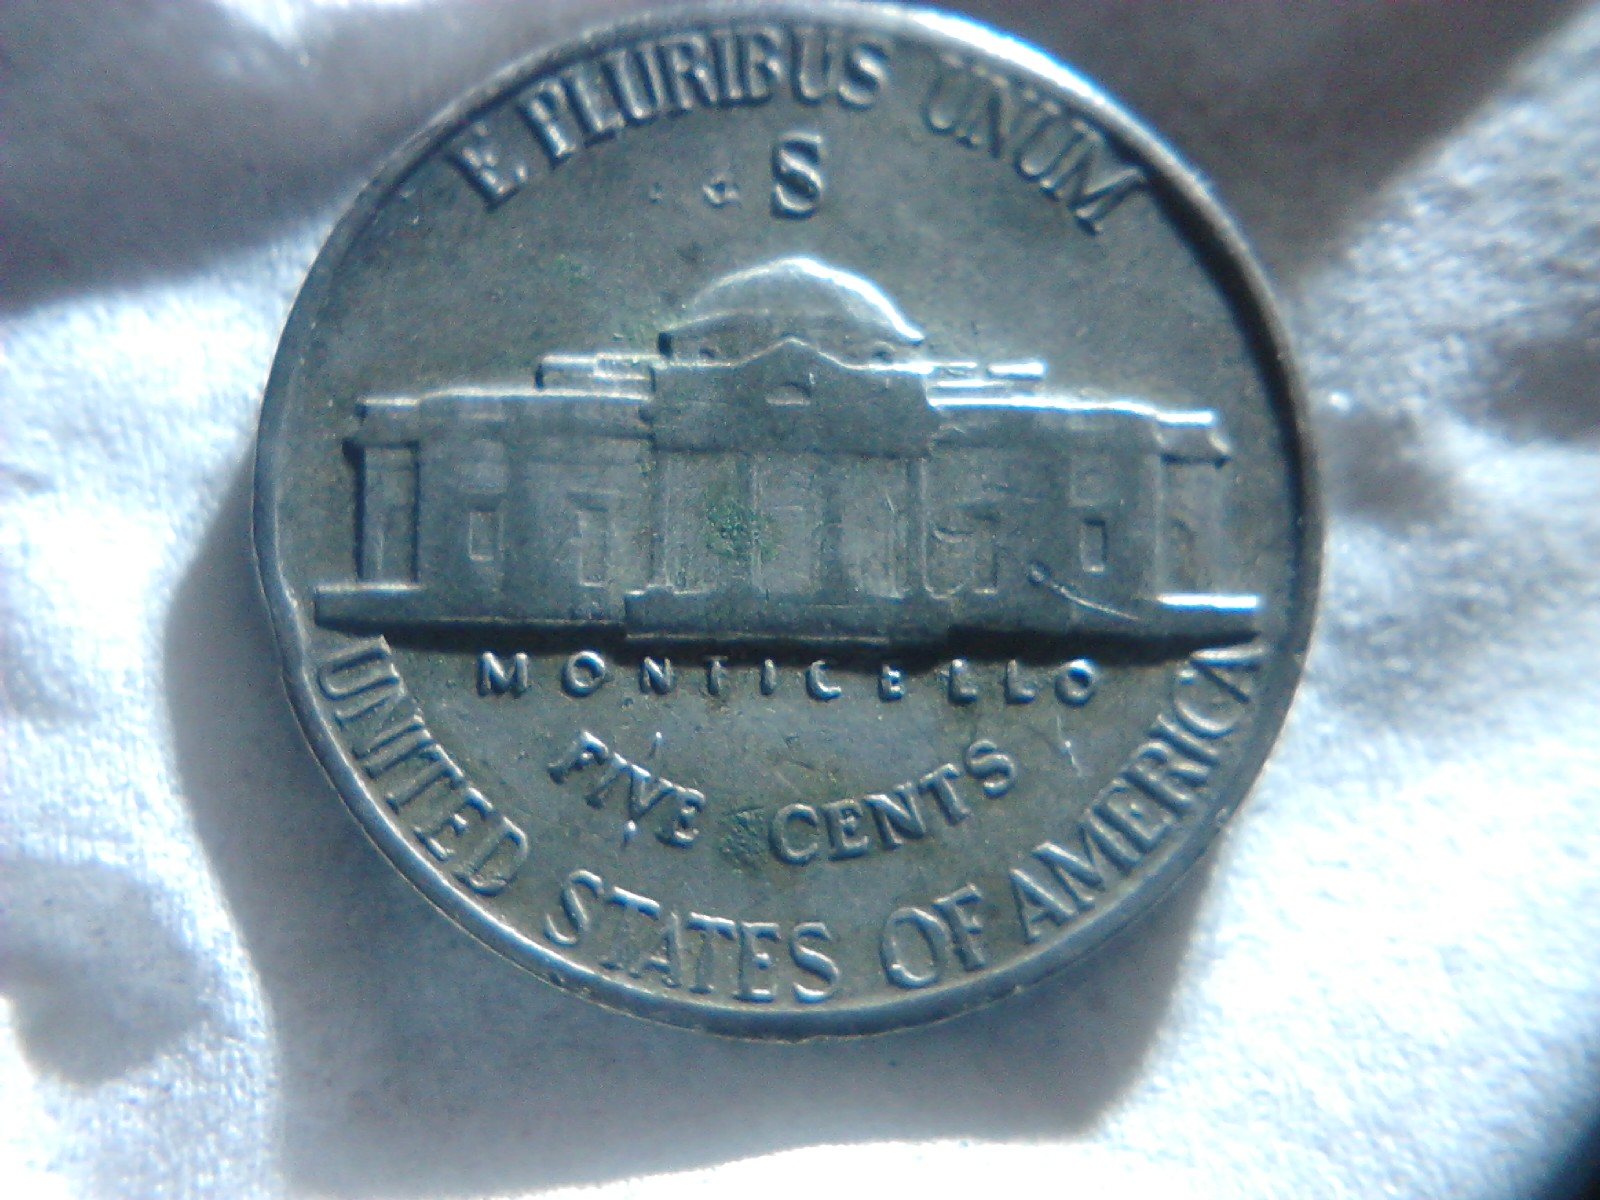 E PLURIBUS UNUM
S
MONTICELLO
FIVE CENTS
UNITED STATES OF AMERICA